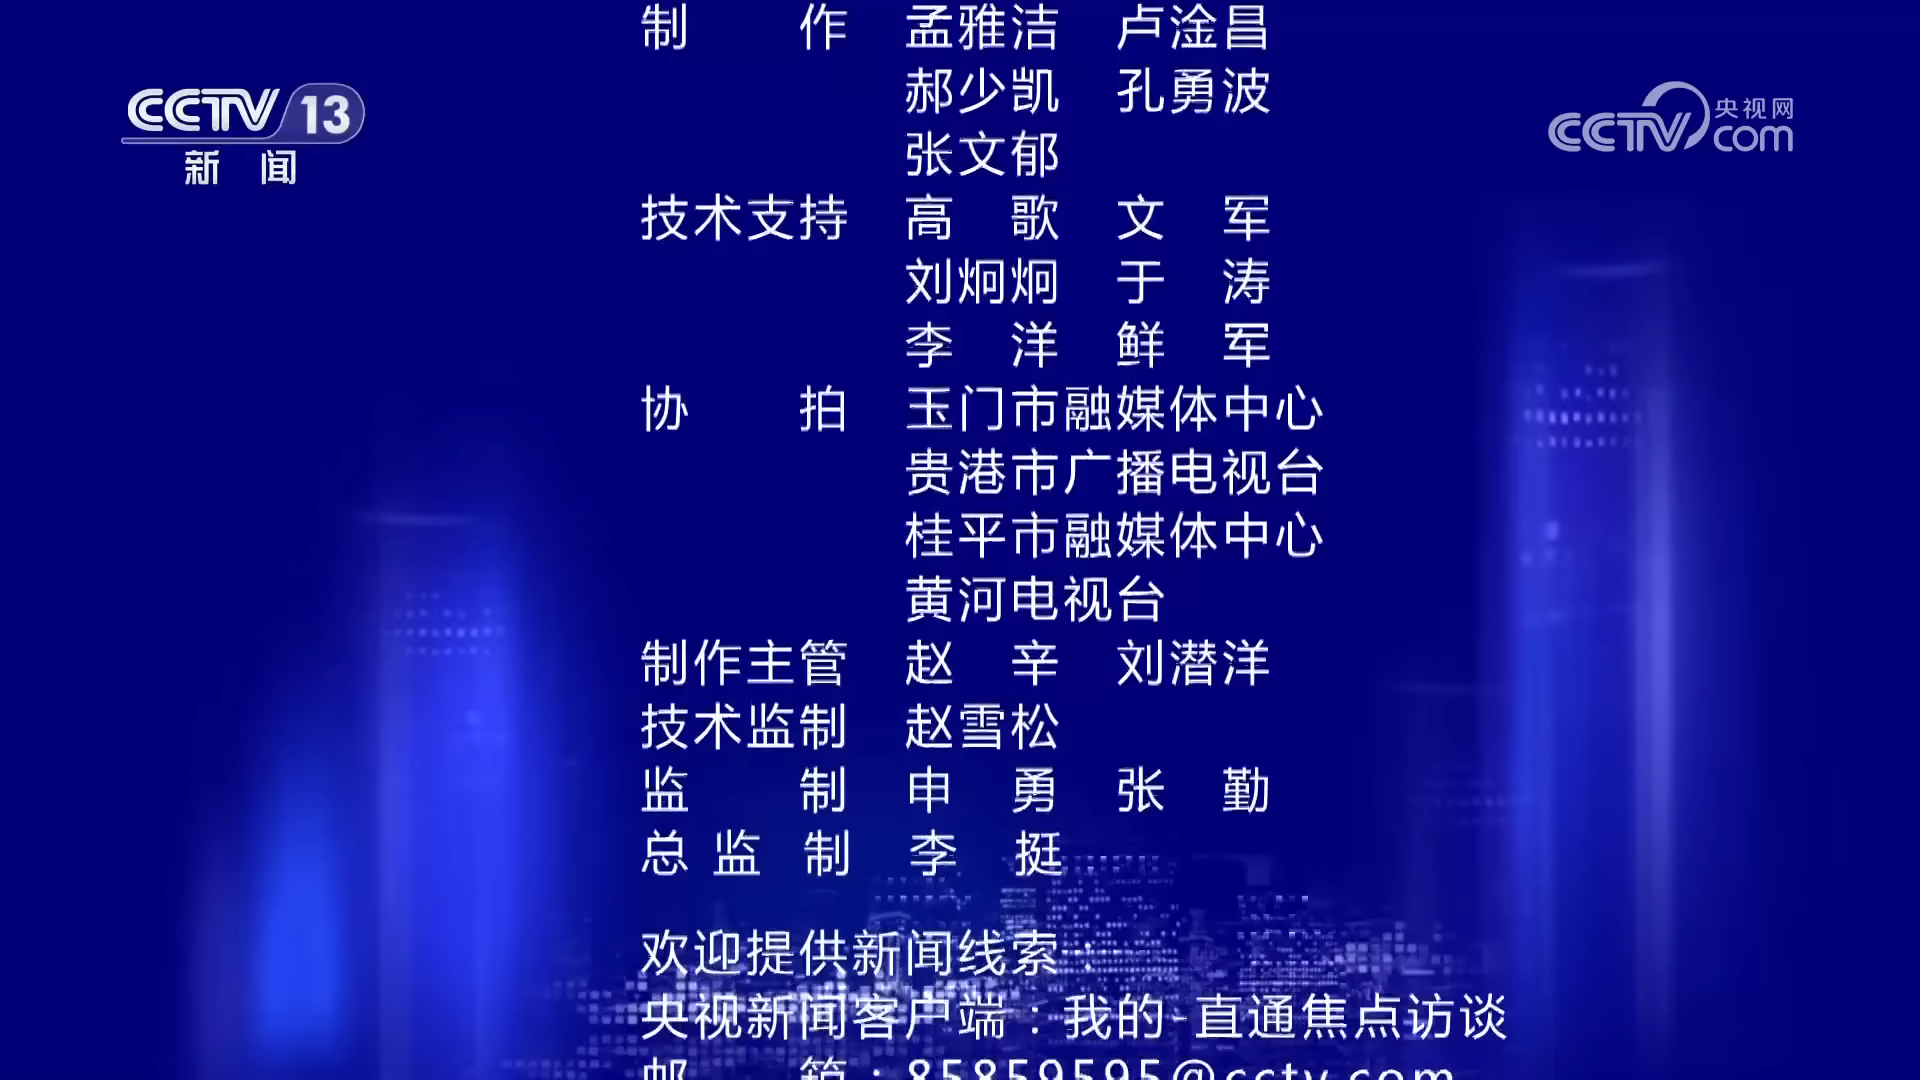 制作 孟雅洁 卢淦昌
郝少凯 孔勇波
张文郁
技术支持 高歌 文军
刘炯炯 于涛
李洋 鲜军
协拍 玉门市融媒体中心
贵港市广播电视台
桂平市融媒体中心
黄河电视台
制作主管 赵辛 刘潜洋
技术监制 赵雪松
监制 申勇 张勤
总监制 李挺
欢迎提供新闻线索：
央视新闻客户端：我的-直通焦点访谈
邮箱：85859595@cctv.com
CCTV 13
新闻
CCTV 央视网
com